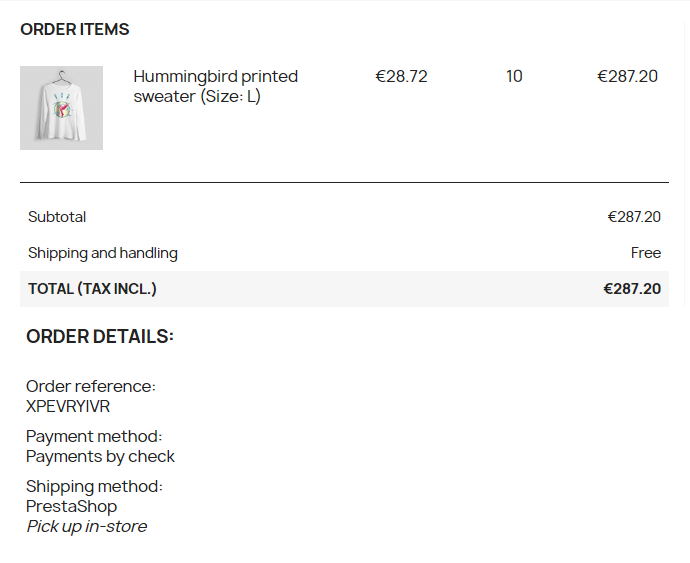 ORDER ITEMS
Hummingbird printed €28.72 10 €287.20
sweater (Size: L)
Subtotal €287.20
Shipping and handling Free
TOTAL (TAX INCL.) €287.20
ORDER DETAILS:
Order reference:
XPEVRYIVR
Payment method:
Payments by check
Shipping method:
PrestaShop
Pick up in-store